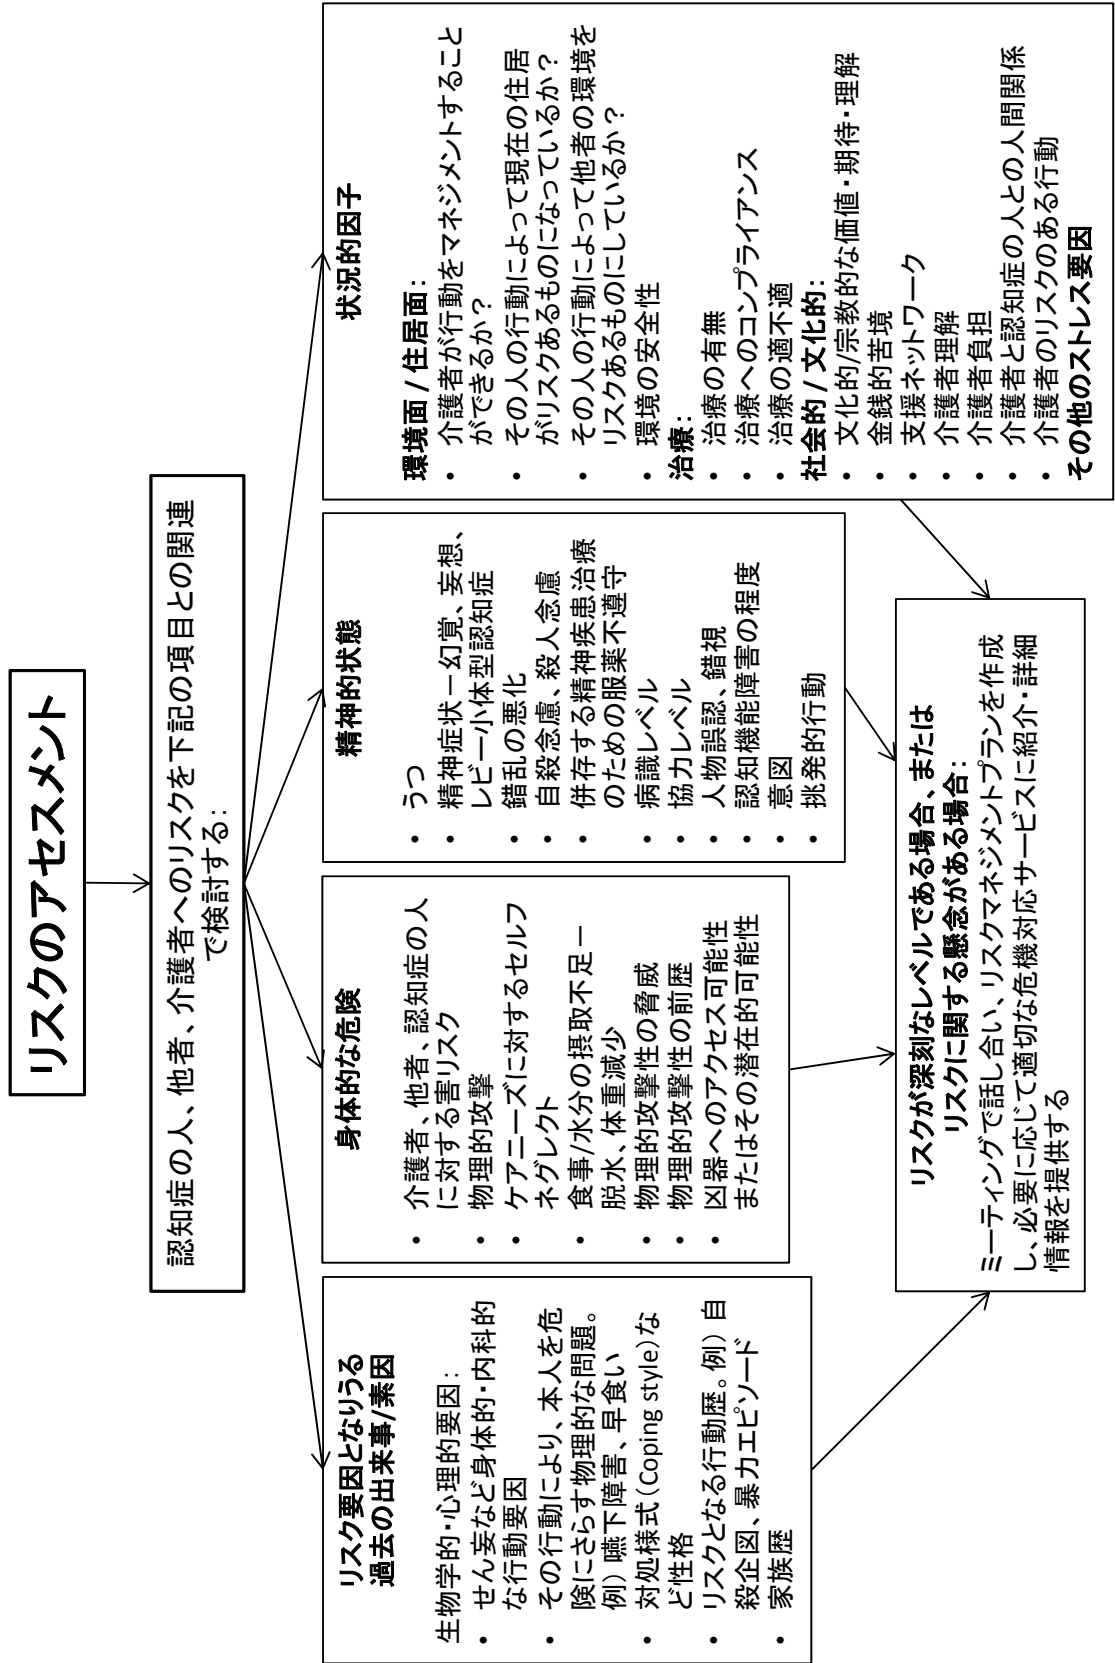 リスクのアセスメント
認知症の人、他者、介護者へのリスクを下記の項目との関連
で検討する:
リスク要因となりうる
過去の出来事/素因
生物学的・心理的要因:
• せん妄など身体的・内科的
な行動要因
• その行動により、本人を危
険にさらす物理的な問題。
例）嚥下障害、早食い
• 対処様式（Coping style）な
ど性格
• リスクとなる行動歴。例）自
殺企図、暴力エピソード
• 家族歴
身体的な危険
• 介護者、他者、認知症の人
に対する害リスク
• 物理的攻撃
• ケアニーズに対するセルフ
ネグレクト
• 食事/水分の摂取不足－
脱水、体重減少
• 物理的攻撃性の脅威
• 物理的攻撃性の前歴
• 凶器へのアクセス可能性
またはその潜在的可能性
精神的状態
• うつ
• 精神症状－幻覚、妄想、
レビー小体型認知症
• 錯乱の悪化
• 自殺念慮、殺人念慮
• 併存する精神疾患治療
のための服薬不遵守
• 病識レベル
• 協力レベル
• 人物誤認、錯視
• 認知機能障害の程度
• 意図
• 挑発的行動
状況的因子
環境面 / 住居面:
• 介護者が行動をマネジメントすること
ができるか？
• その人の行動によって現在の住居
がリスクあるものになっているか？
• その人の行動によって他者の環境を
リスクあるものにしているか？
• 環境の安全性
治療:
• 治療の有無
• 治療へのコンプライアンス
• 治療の適不適
社会的 / 文化的:
• 文化的/宗教的な価値・期待・理解
• 金銭的苦境
• 支援ネットワーク
• 介護者理解
• 介護者負担
• 介護者と認知症の人との人間関係
• 介護者のリスクのある行動
その他のストレス要因
リスクが深刻なレベルである場合、または
リスクに関する懸念がある場合:
ミーティングで話し合い、リスクマネジメントプランを作成
し、必要に応じて適切な危機対応サービスに紹介・詳細
情報を提供する